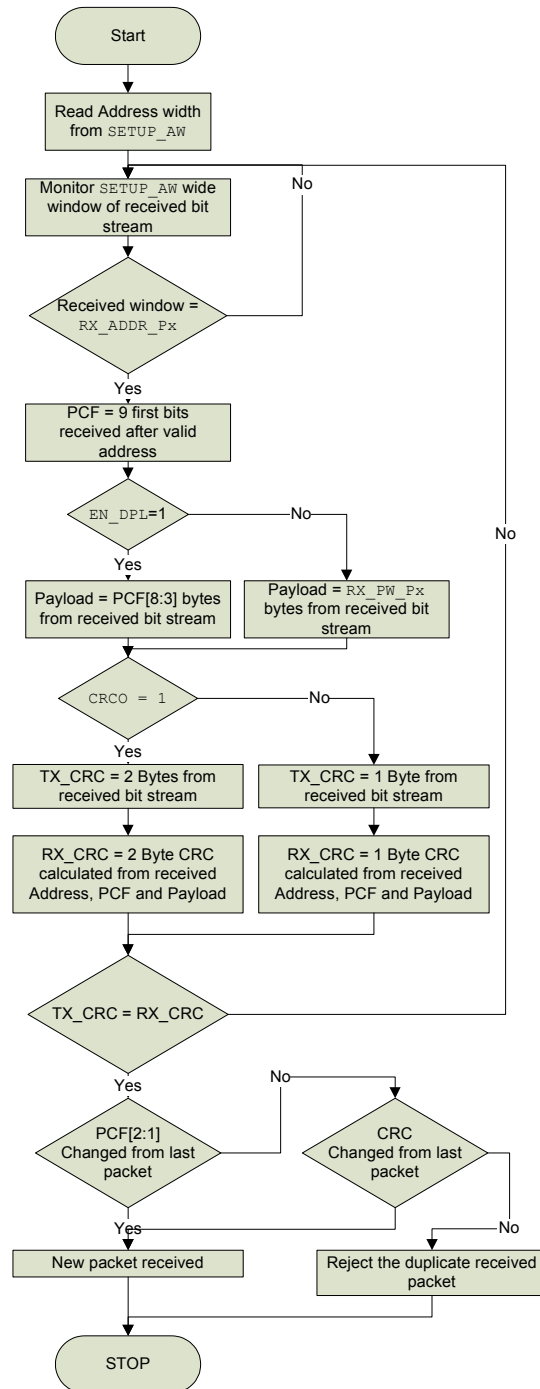 Start
Read Address width
from SETUP_AW
No
Monitor SETUP_AW wide
window of received bit
stream
Received window =
RX_ADDR_Px
Yes
PCF = 9 first bits
received after valid
address
EN_DPL=1
No
No
Yes
Payload = PCF[8:3] bytes
from received bit stream
Payload = RX_PW_Px
bytes from received bit
stream
CRCO = 1
No
Yes
TX_CRC = 2 Bytes from
received bit stream
TX_CRC = 1 Byte from
received bit stream
RX_CRC = 2 Byte CRC
calculated from received
Address, PCF and Payload
RX_CRC = 1 Byte CRC
calculated from received
Address, PCF and Payload
TX_CRC = RX_CRC
Yes
No
PCF[2:1]
Changed from last
packet
CRC
Changed from last
packet
Yes
No
New packet received
Reject the duplicate received
packet
STOP